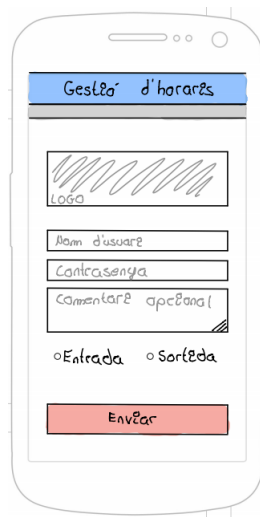 Gestió d'horaris
LOGO
Nom d'usuari
Contrasenya
Comentari opcional
Entrada Sortida
Enviar